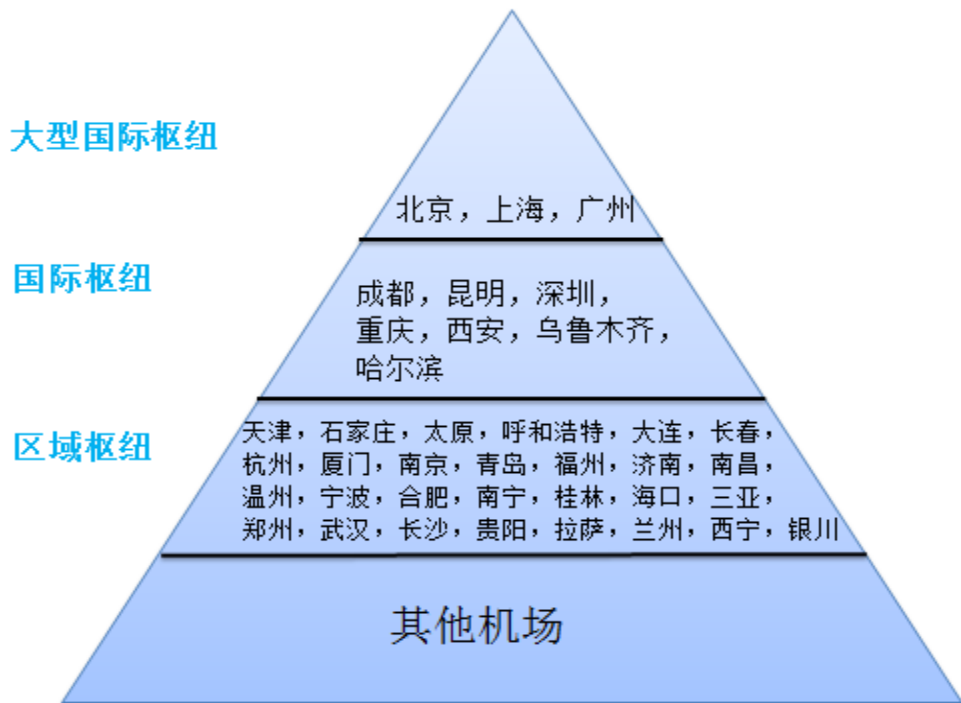 大型国际枢纽
北京，上海，广州
国际枢纽
成都，昆明，深圳，
重庆，西安，乌鲁木齐，
哈尔滨
区域枢纽
天津，石家庄，太原，呼和浩特，大连，长春，
杭州，厦门，南京，青岛，福州，济南，南昌，
温州，宁波，合肥，南宁，桂林，海口，三亚，
郑州，武汉，长沙，贵阳，拉萨，兰州，西宁，银川
其他机场